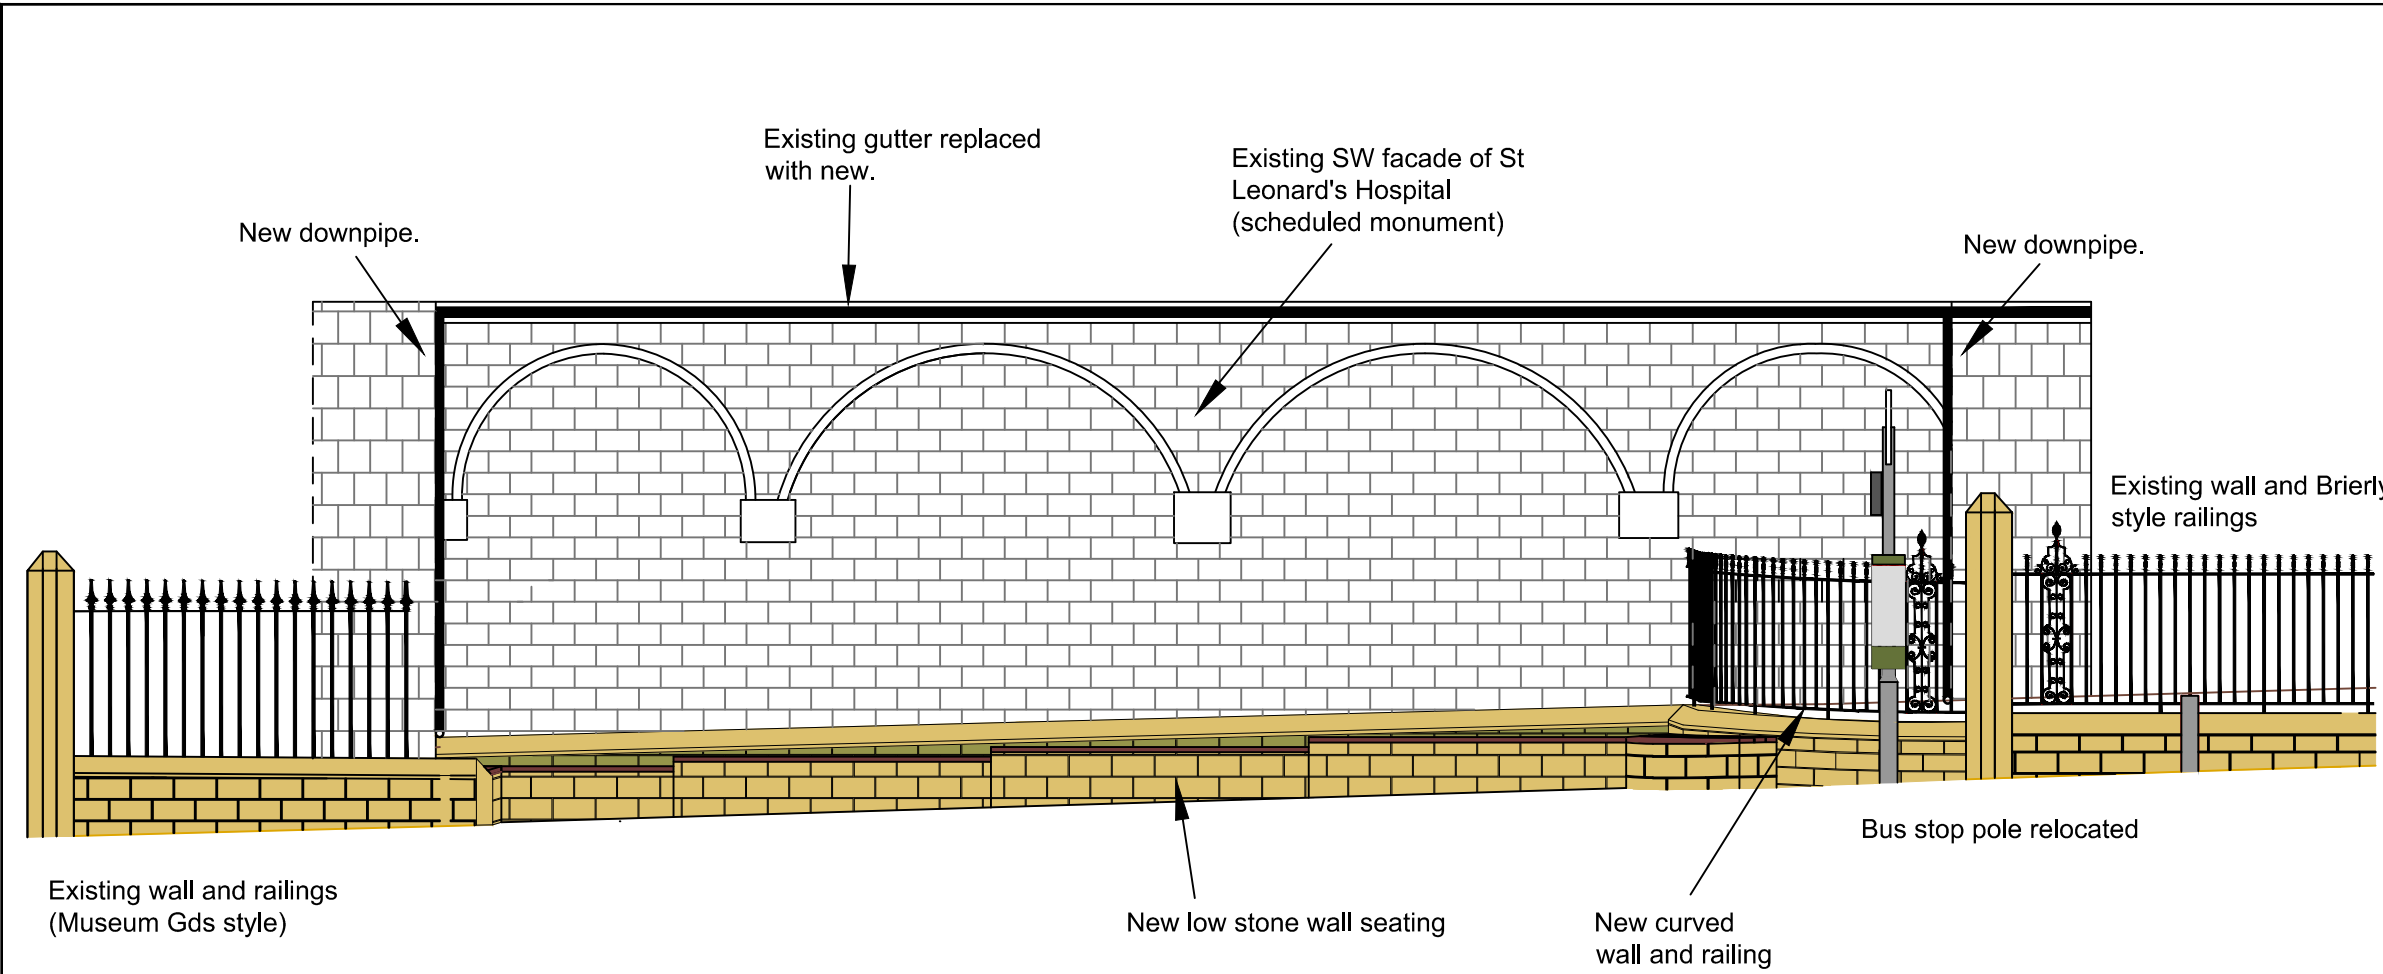 Existing gutter replaced
with new.
Existing SW facade of St
Leonard's Hospital
(scheduled monument)
New downpipe.
New downpipe.
Existing wall and Brierly
style railings
Bus stop pole relocated
Existing wall and railings
(Museum Gds style)
New low stone wall seating
New curved
wall and railing